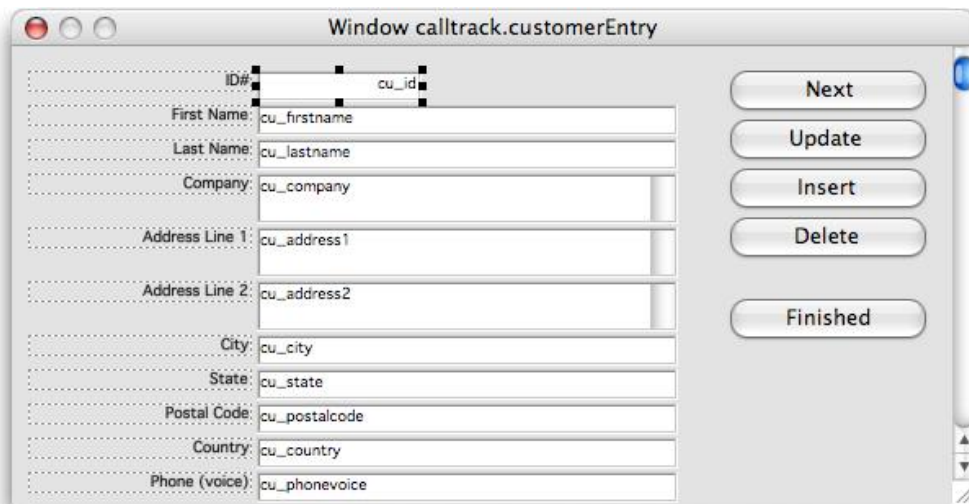 Window calltrack.customerEntry
ID#: cu_id
First Name: cu_firstname
Last Name: cu_lastname
Company: cu_company
Address Line 1: cu_address1
Address Line 2: cu_address2
City: cu_city
State: cu_state
Postal Code: cu_postalcode
Country: cu_country
Phone (voice): cu_phonevoice
Next
Update
Insert
Delete
Finished